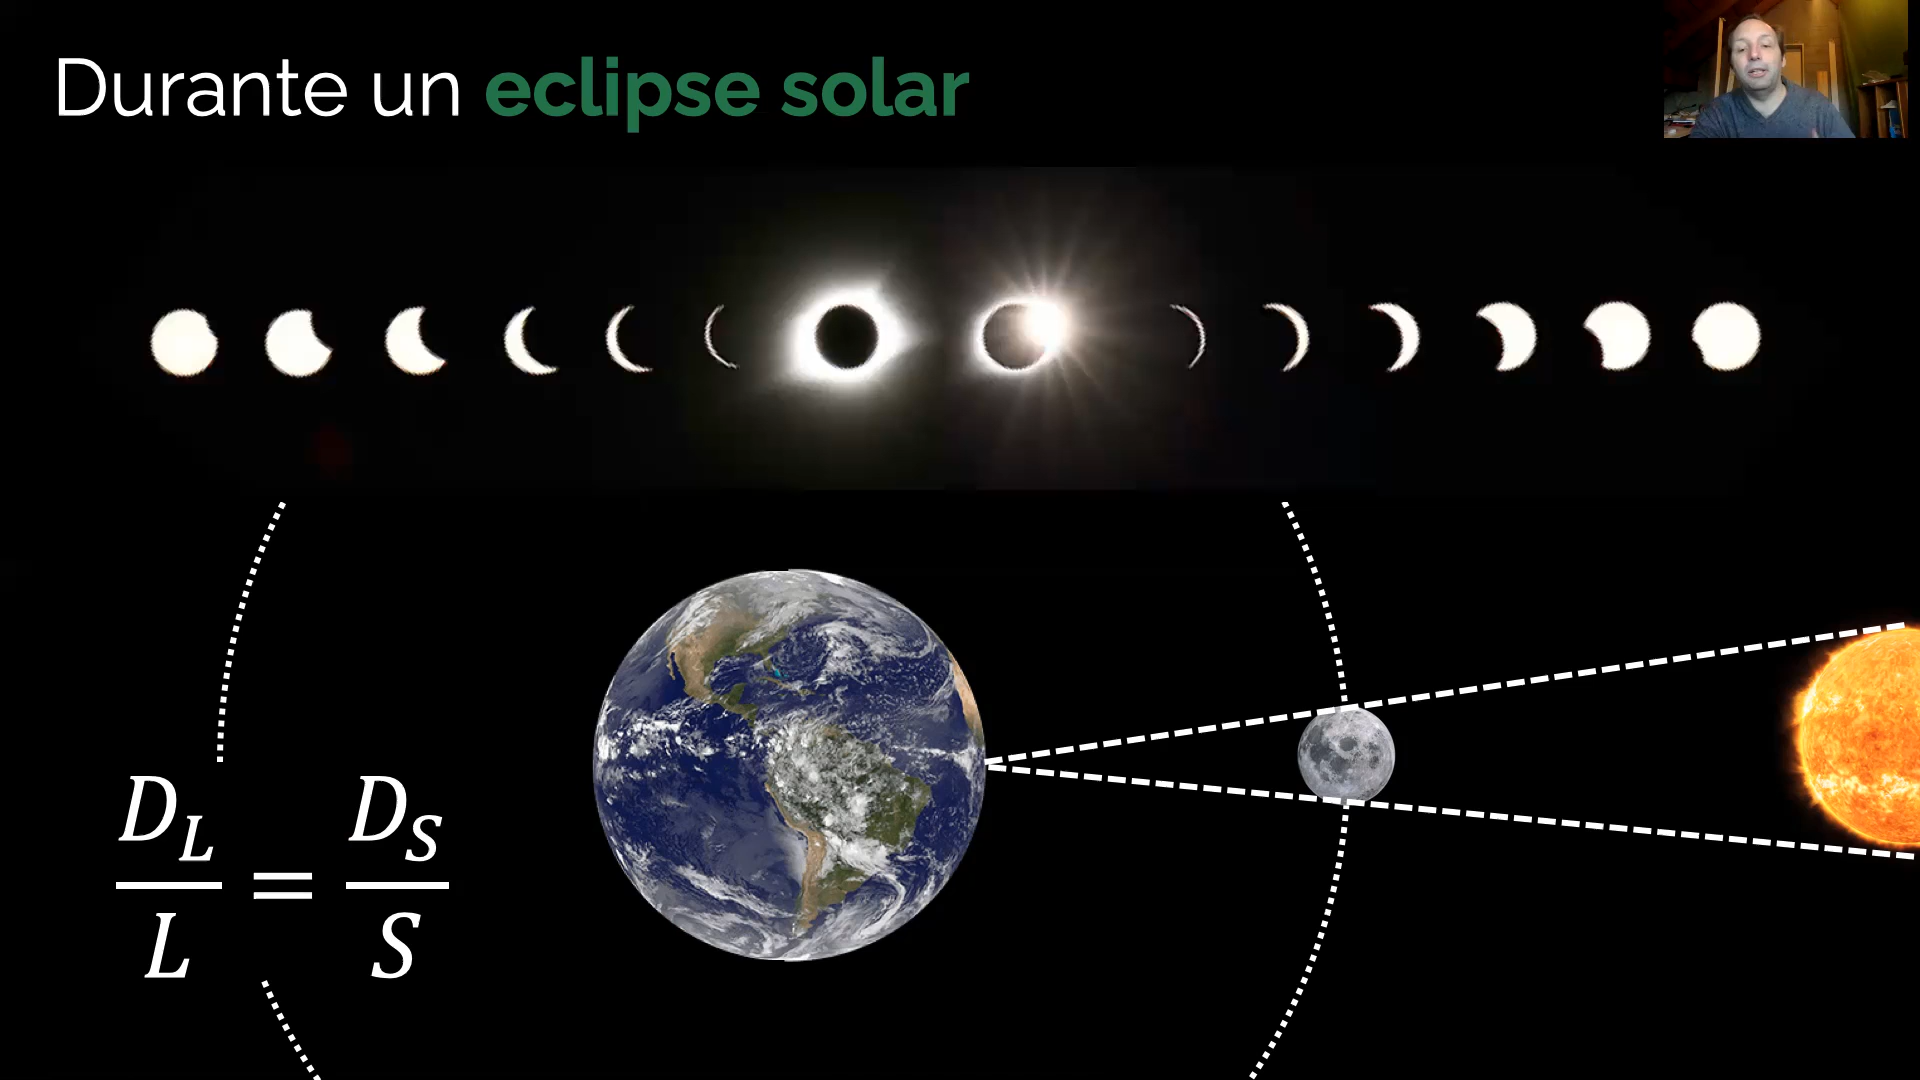 Durante un eclipse solar
D_L / L = D_S / S